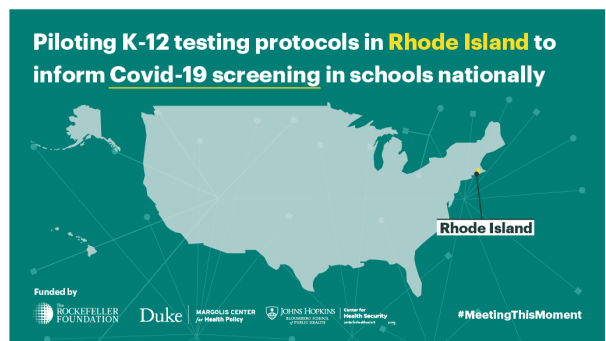 Piloting K-12 testing protocols in Rhode Island to
inform Covid-19 screening in schools nationally
Rhode Island
Funded by
The
ROCKEFELLER
FOUNDATION
Duke
MARGOLIS CENTER
for Health Policy
JOHNS HOPKINS
BLOOMBERG SCHOOL
of PUBLIC HEALTH
Center for
Health Security
#MeetingThisMoment